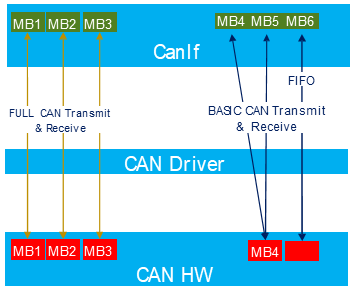 MB1 MB2 MB3
MB4 MB5 MB6
CanIf
FIFO
FULL CAN Transmit
& Receive
BASIC CAN Transmit
& Receive
CAN Driver
MB1 MB2 MB3
MB4
CAN HW